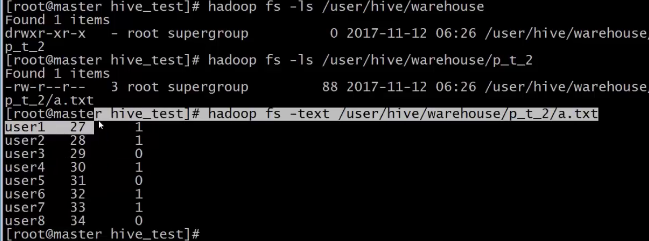 [root@master hive_test]# hadoop fs -ls /user/hive/warehouse
Found 1 items
drwxr-xr-x   - root supergroup          0 2017-11-12 06:26 /user/hive/warehouse/
p_t_2
[root@master hive_test]# hadoop fs -ls /user/hive/warehouse/p_t_2
Found 1 items
-rw-r--r--   3 root supergroup         88 2017-11-12 06:26 /user/hive/warehouse/
p_t_2/a.txt
[root@master hive_test]# hadoop fs -text /user/hive/warehouse/p_t_2/a.txt
user1   27      1
user2   28      1
user3   29      0
user4   30      1
user5   31      0
user6   32      1
user7   33      1
user8   34      0
[root@master hive_test]#